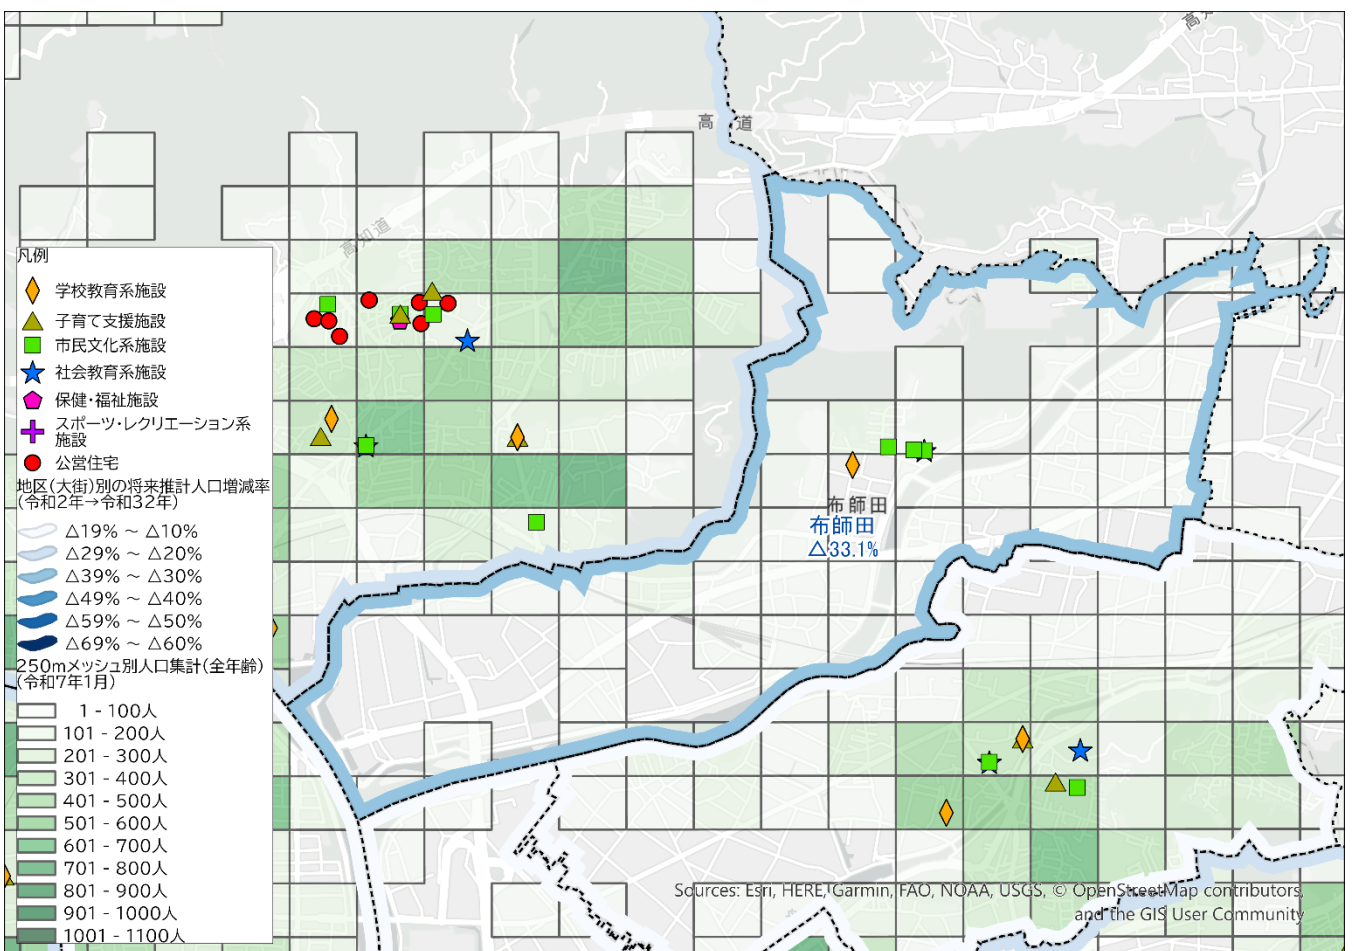 高知
高 道
高知道
凡例
学校教育系施設
子育て支援施設
市民文化系施設
社会教育系施設
保健・福祉施設
スポーツ・レクリエーション系
施設
公営住宅
地区(大街)別の将来推計人口増減率
(令和2年→令和32年)
△19% ~ △10%
△29% ~ △20%
△39% ~ △30%
△49% ~ △40%
△59% ~ △50%
△69% ~ △60%
250mメッシュ別人口集計(全年齢)
(令和7年1月)
1 - 100人
101 - 200人
201 - 300人
301 - 400人
401 - 500人
501 - 600人
601 - 700人
701 - 800人
801 - 900人
901 - 1000人
1001 - 1100人
布師田
布師田
△33.1%
Sources: Esri, HERE, Garmin, FAO, NOAA, USGS, © OpenStreetMap contributors,
and the GIS User Community